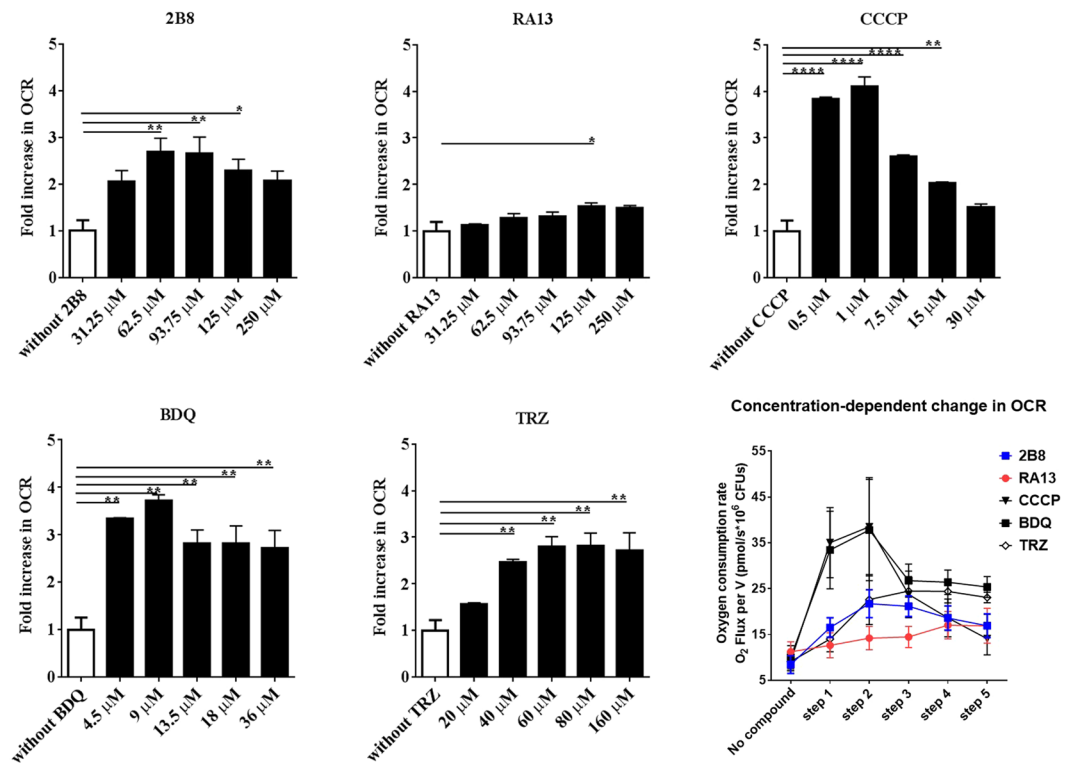 2B8
Fold increase in OCR
5
4
3
2
1
0
*
**
**
without 2B8
31.25 μM
62.5 μM
93.75 μM
125 μM
250 μM
RA13
Fold increase in OCR
5
4
3
2
1
0
*
without RA13
31.25 μM
62.5 μM
93.75 μM
125 μM
250 μM
CCCP
Fold increase in OCR
5
4
3
2
1
0
**
****
****
****
without CCCP
0.5 μM
1 μM
7.5 μM
15 μM
30 μM
BDQ
Fold increase in OCR
5
4
3
2
1
0
**
**
**
**
**
without BDQ
4.5 μM
9 μM
13.5 μM
18 μM
36 μM
TRZ
Fold increase in OCR
5
4
3
2
1
0
**
**
**
**
without TRZ
20 μM
40 μM
60 μM
80 μM
160 μM
Concentration-dependent change in OCR
Oxygen consumption rate
O₂ Flux per V (pmol/s*10⁶ CFUs)
55
45
35
25
15
5
No compound
step 1
step 2
step 3
step 4
step 5
2B8
RA13
CCCP
BDQ
TRZ